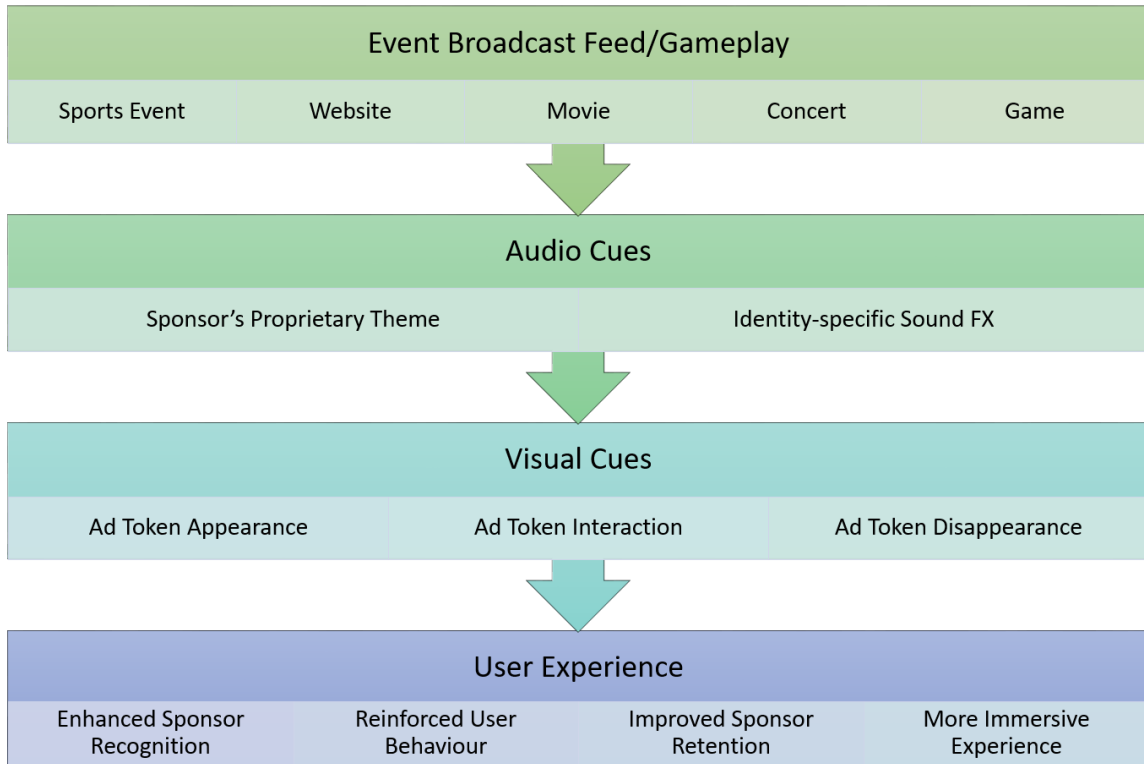 Event Broadcast Feed/Gameplay
Sports Event
Website
Movie
Concert
Game
Audio Cues
Sponsor’s Proprietary Theme
Identity-specific Sound FX
Visual Cues
Ad Token Appearance
Ad Token Interaction
Ad Token Disappearance
User Experience
Enhanced Sponsor
Recognition
Reinforced User
Behaviour
Improved Sponsor
Retention
More Immersive
Experience